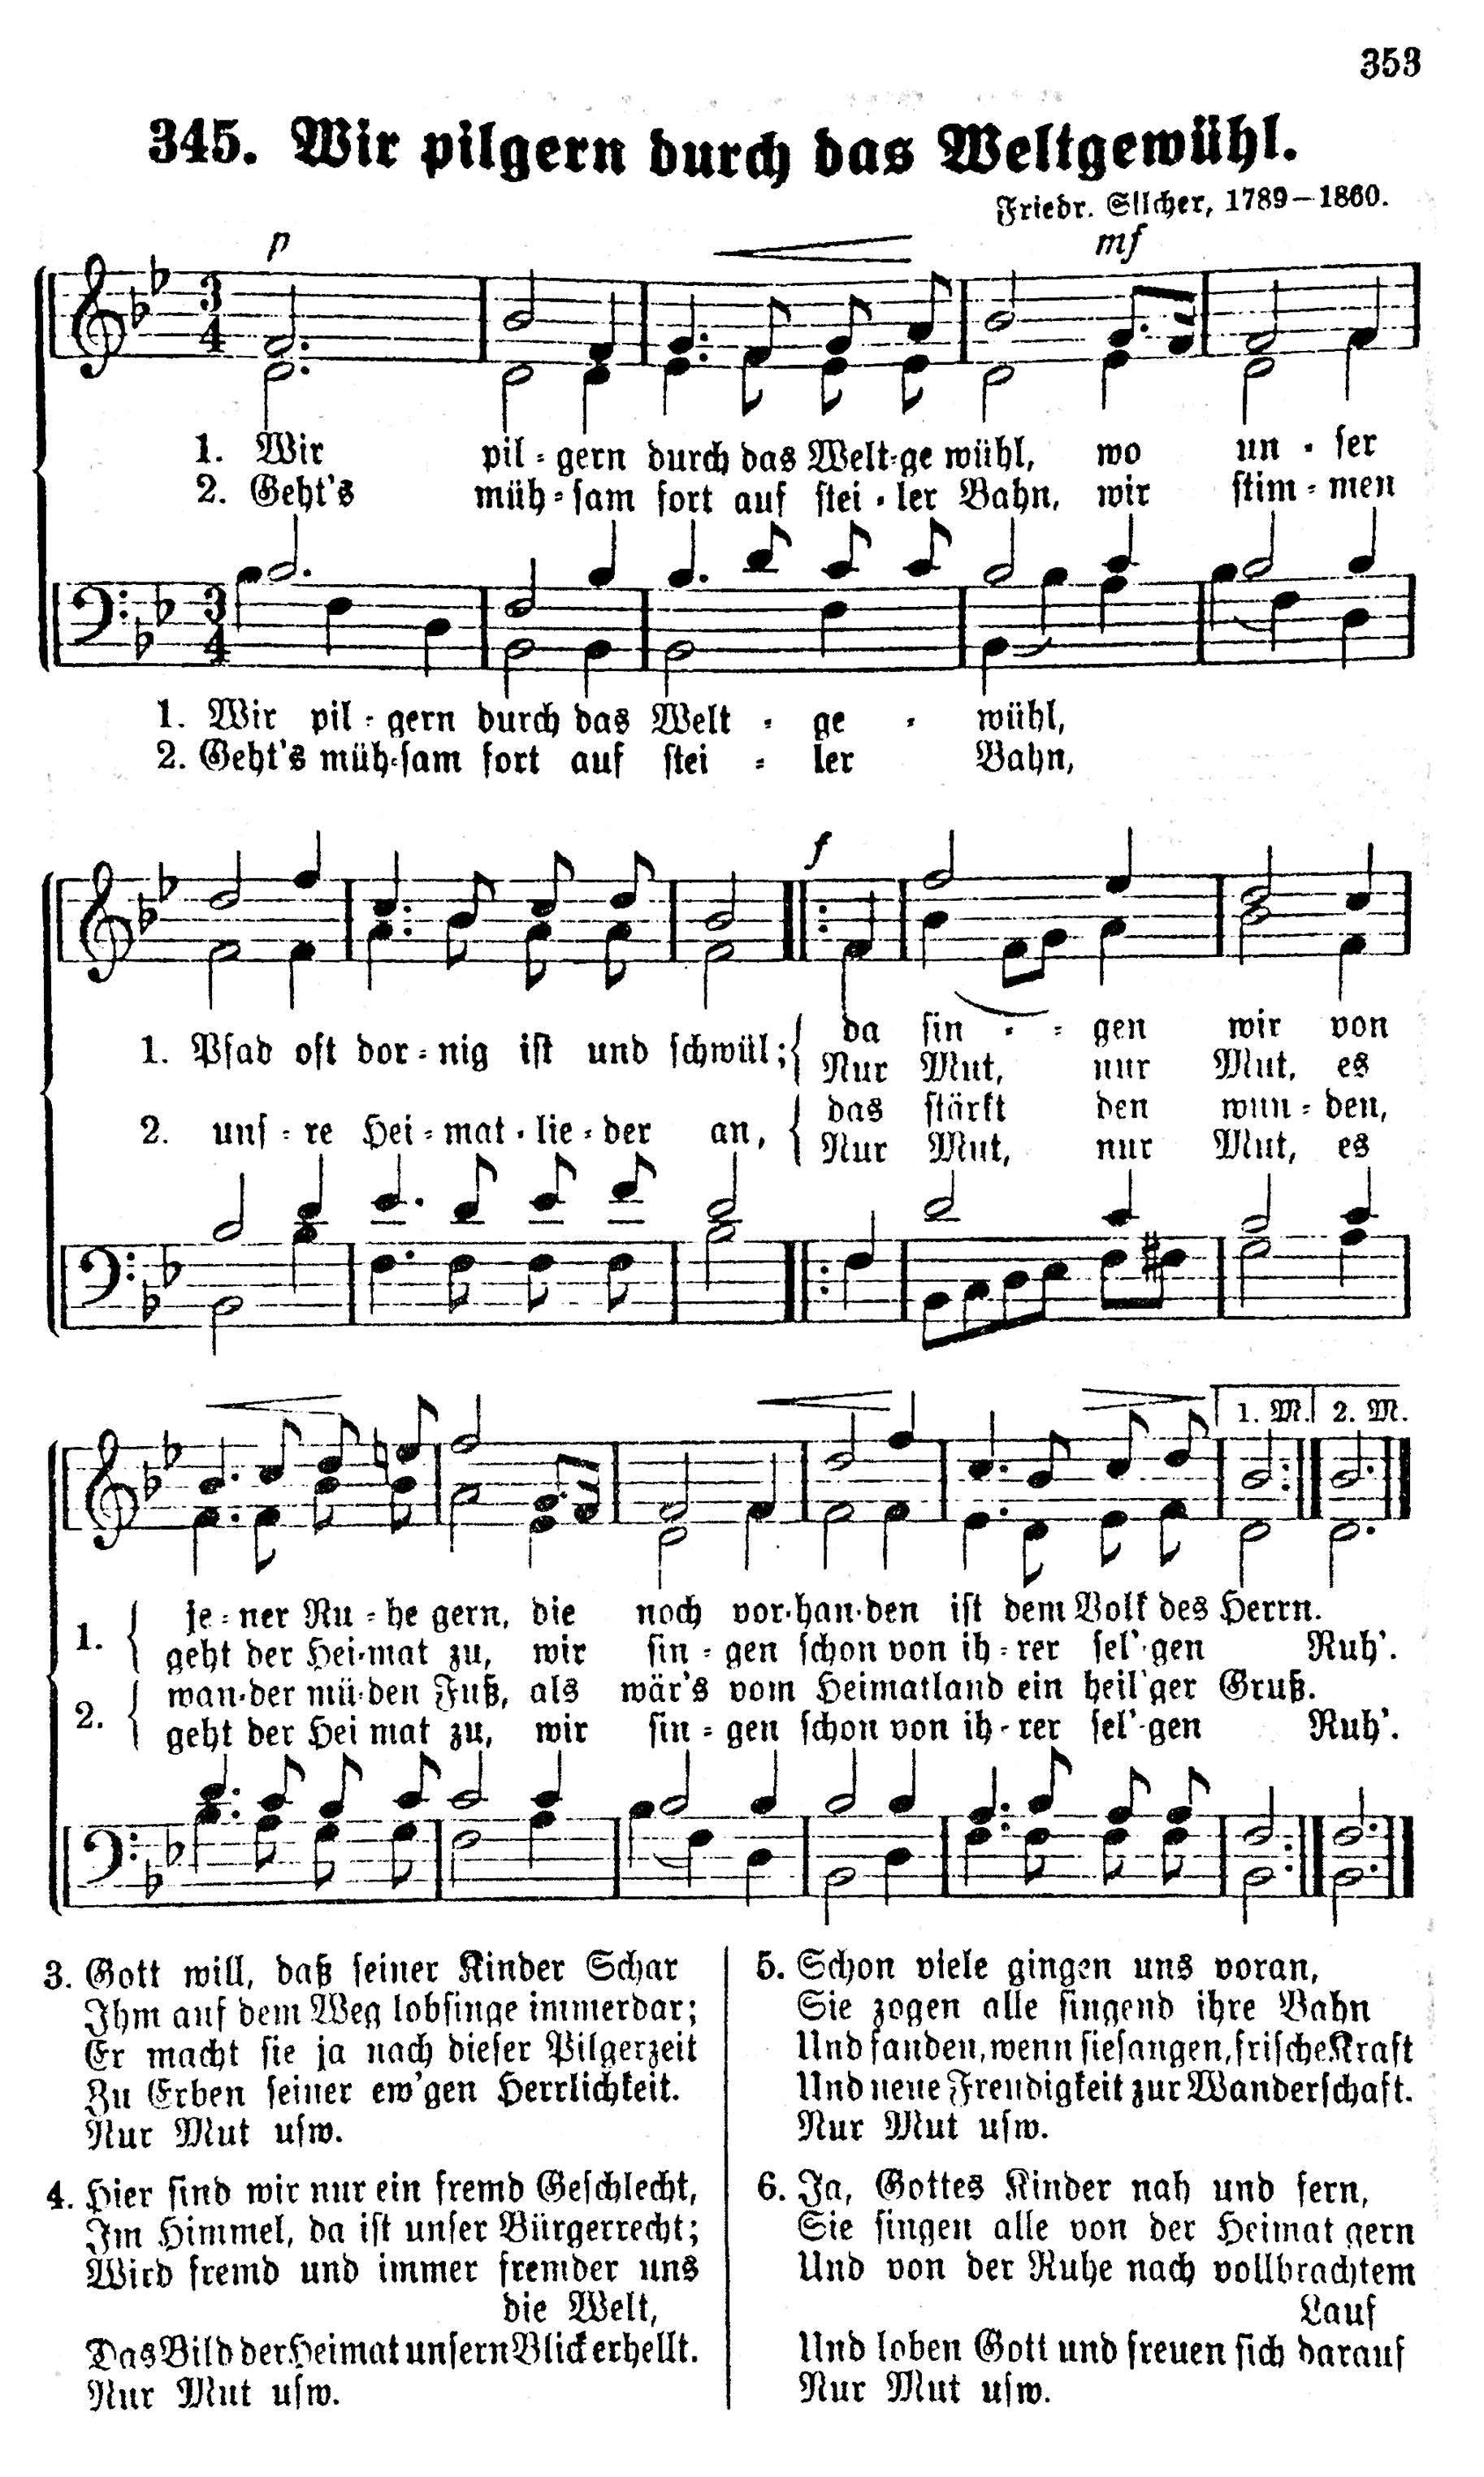 353
345. Wir pilgern durch das Weltgewühl.
Friedr. Silcher, 1789–1860.
p mf
3 4
1. Wir pil-gern durch das Welt-ge wühl, wo un-ser
2. Geht's müh-sam fort auf stei-ler Bahn, wir stim-men
3 4
1. Wir pil-gern durch das Welt-ge-wühl,
2. Geht's müh-sam fort auf stei-ler Bahn,
f
1. Pfad oft dor-nig ist und schwül; da sin-gen wir von
Nur Mut, nur Mut, es
das stärkt den wun-den,
2. uns-re Hei-mat-lie-der an, Nur Mut, nur Mut, es
1. M. 2. M.
1. je-ner Ru-he gern, die noch vor-han-den ist dem Volk des Herrn.
geht der Hei-mat zu, wir sin-gen schon von ih-rer sel'-gen Ruh'.
2. wan-der mü-den Fuß, als wär's vom Heimatland ein heil'ger Gruß.
geht der Hei mat zu, wir sin-gen schon von ih-rer sel'-gen Ruh'.
3. Gott will, daß seiner Kinder Schar
Ihm auf dem Weg lobsinge immerdar;
Er macht sie ja nach dieser Pilgerzeit
Zu Erben seiner ew'gen Herrlichkeit.
Nur Mut usw.
4. Hier sind wir nur ein fremd Geschlecht,
Im Himmel, da ist unser Bürgerrecht;
Wird fremd und immer fremder uns
die Welt,
Das Bild der Heimat unsern Blick erhellt.
Nur Mut usw.
5. Schon viele gingen uns voran,
Sie zogen alle singend ihre Bahn
Und fanden, wenn sie sangen, frische Kraft
Und neue Freudigkeit zur Wanderschaft.
Nur Mut usw.
6. Ja, Gottes Kinder nah und fern,
Sie singen alle von der Heimat gern
Und von der Ruhe nach vollbrachtem
Lauf
Und loben Gott und freuen sich darauf
Nur Mut usw.